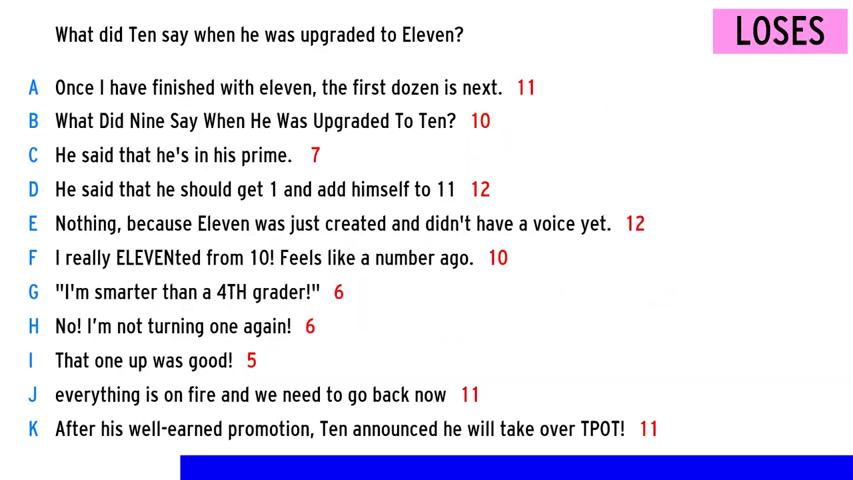 What did Ten say when he was upgraded to Eleven?
LOSES
A Once I have finished with eleven, the first dozen is next. 11
B What Did Nine Say When He Was Upgraded To Ten? 10
C He said that he's in his prime. 7
D He said that he should get 1 and add himself to 11 12
E Nothing, because Eleven was just created and didn't have a voice yet. 12
F I really ELEVENted from 10! Feels like a number ago. 10
G "I'm smarter than a 4TH grader!" 6
H No! I’m not turning one again! 6
I That one up was good! 5
J everything is on fire and we need to go back now 11
K After his well-earned promotion, Ten announced he will take over TPOT! 11